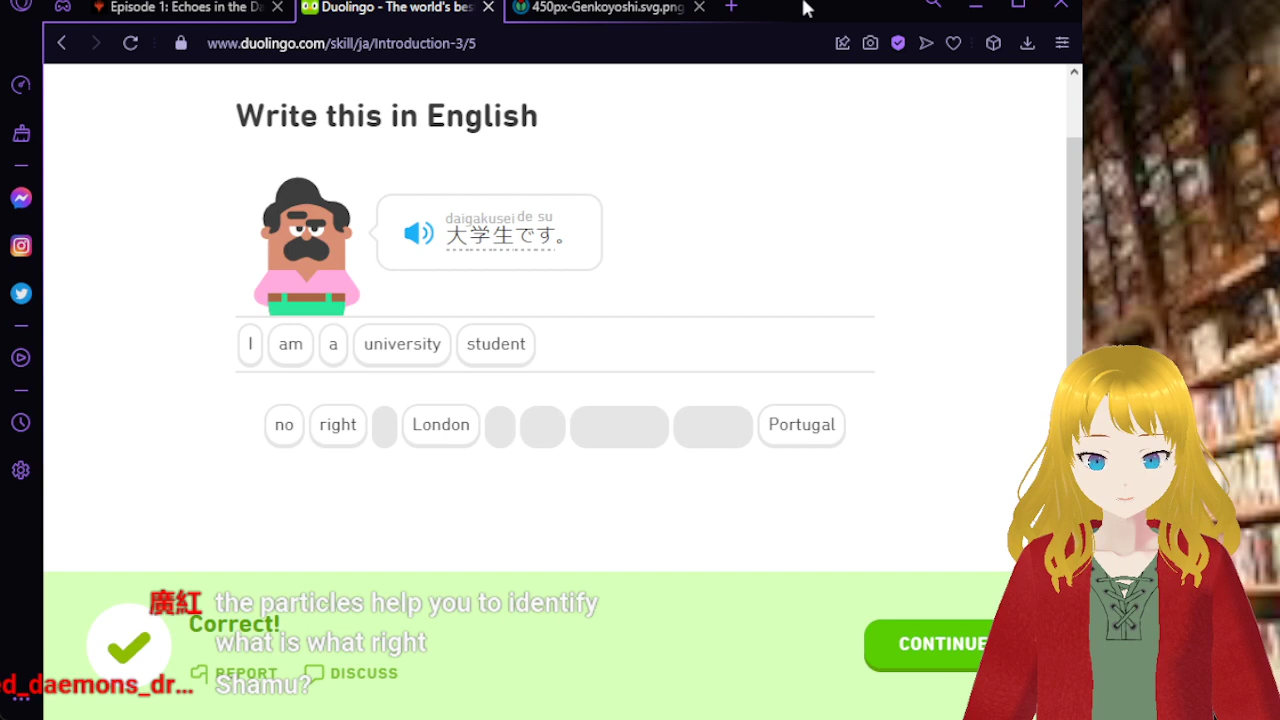 Episode 1: Echoes in the Da
Duolingo - The world's bes
450px-Genkoyoshi.svg.png
www.duolingo.com/skill/ja/Introduction-3/5
Write this in English
daigakusei de su
大学生です。
I am a university student
no right London Portugal
廣紅 the particles help you to identify
Correct!
what is what right
CONTINUE
REPORT DISCUSS
ed_daemons_dr... Shamu?